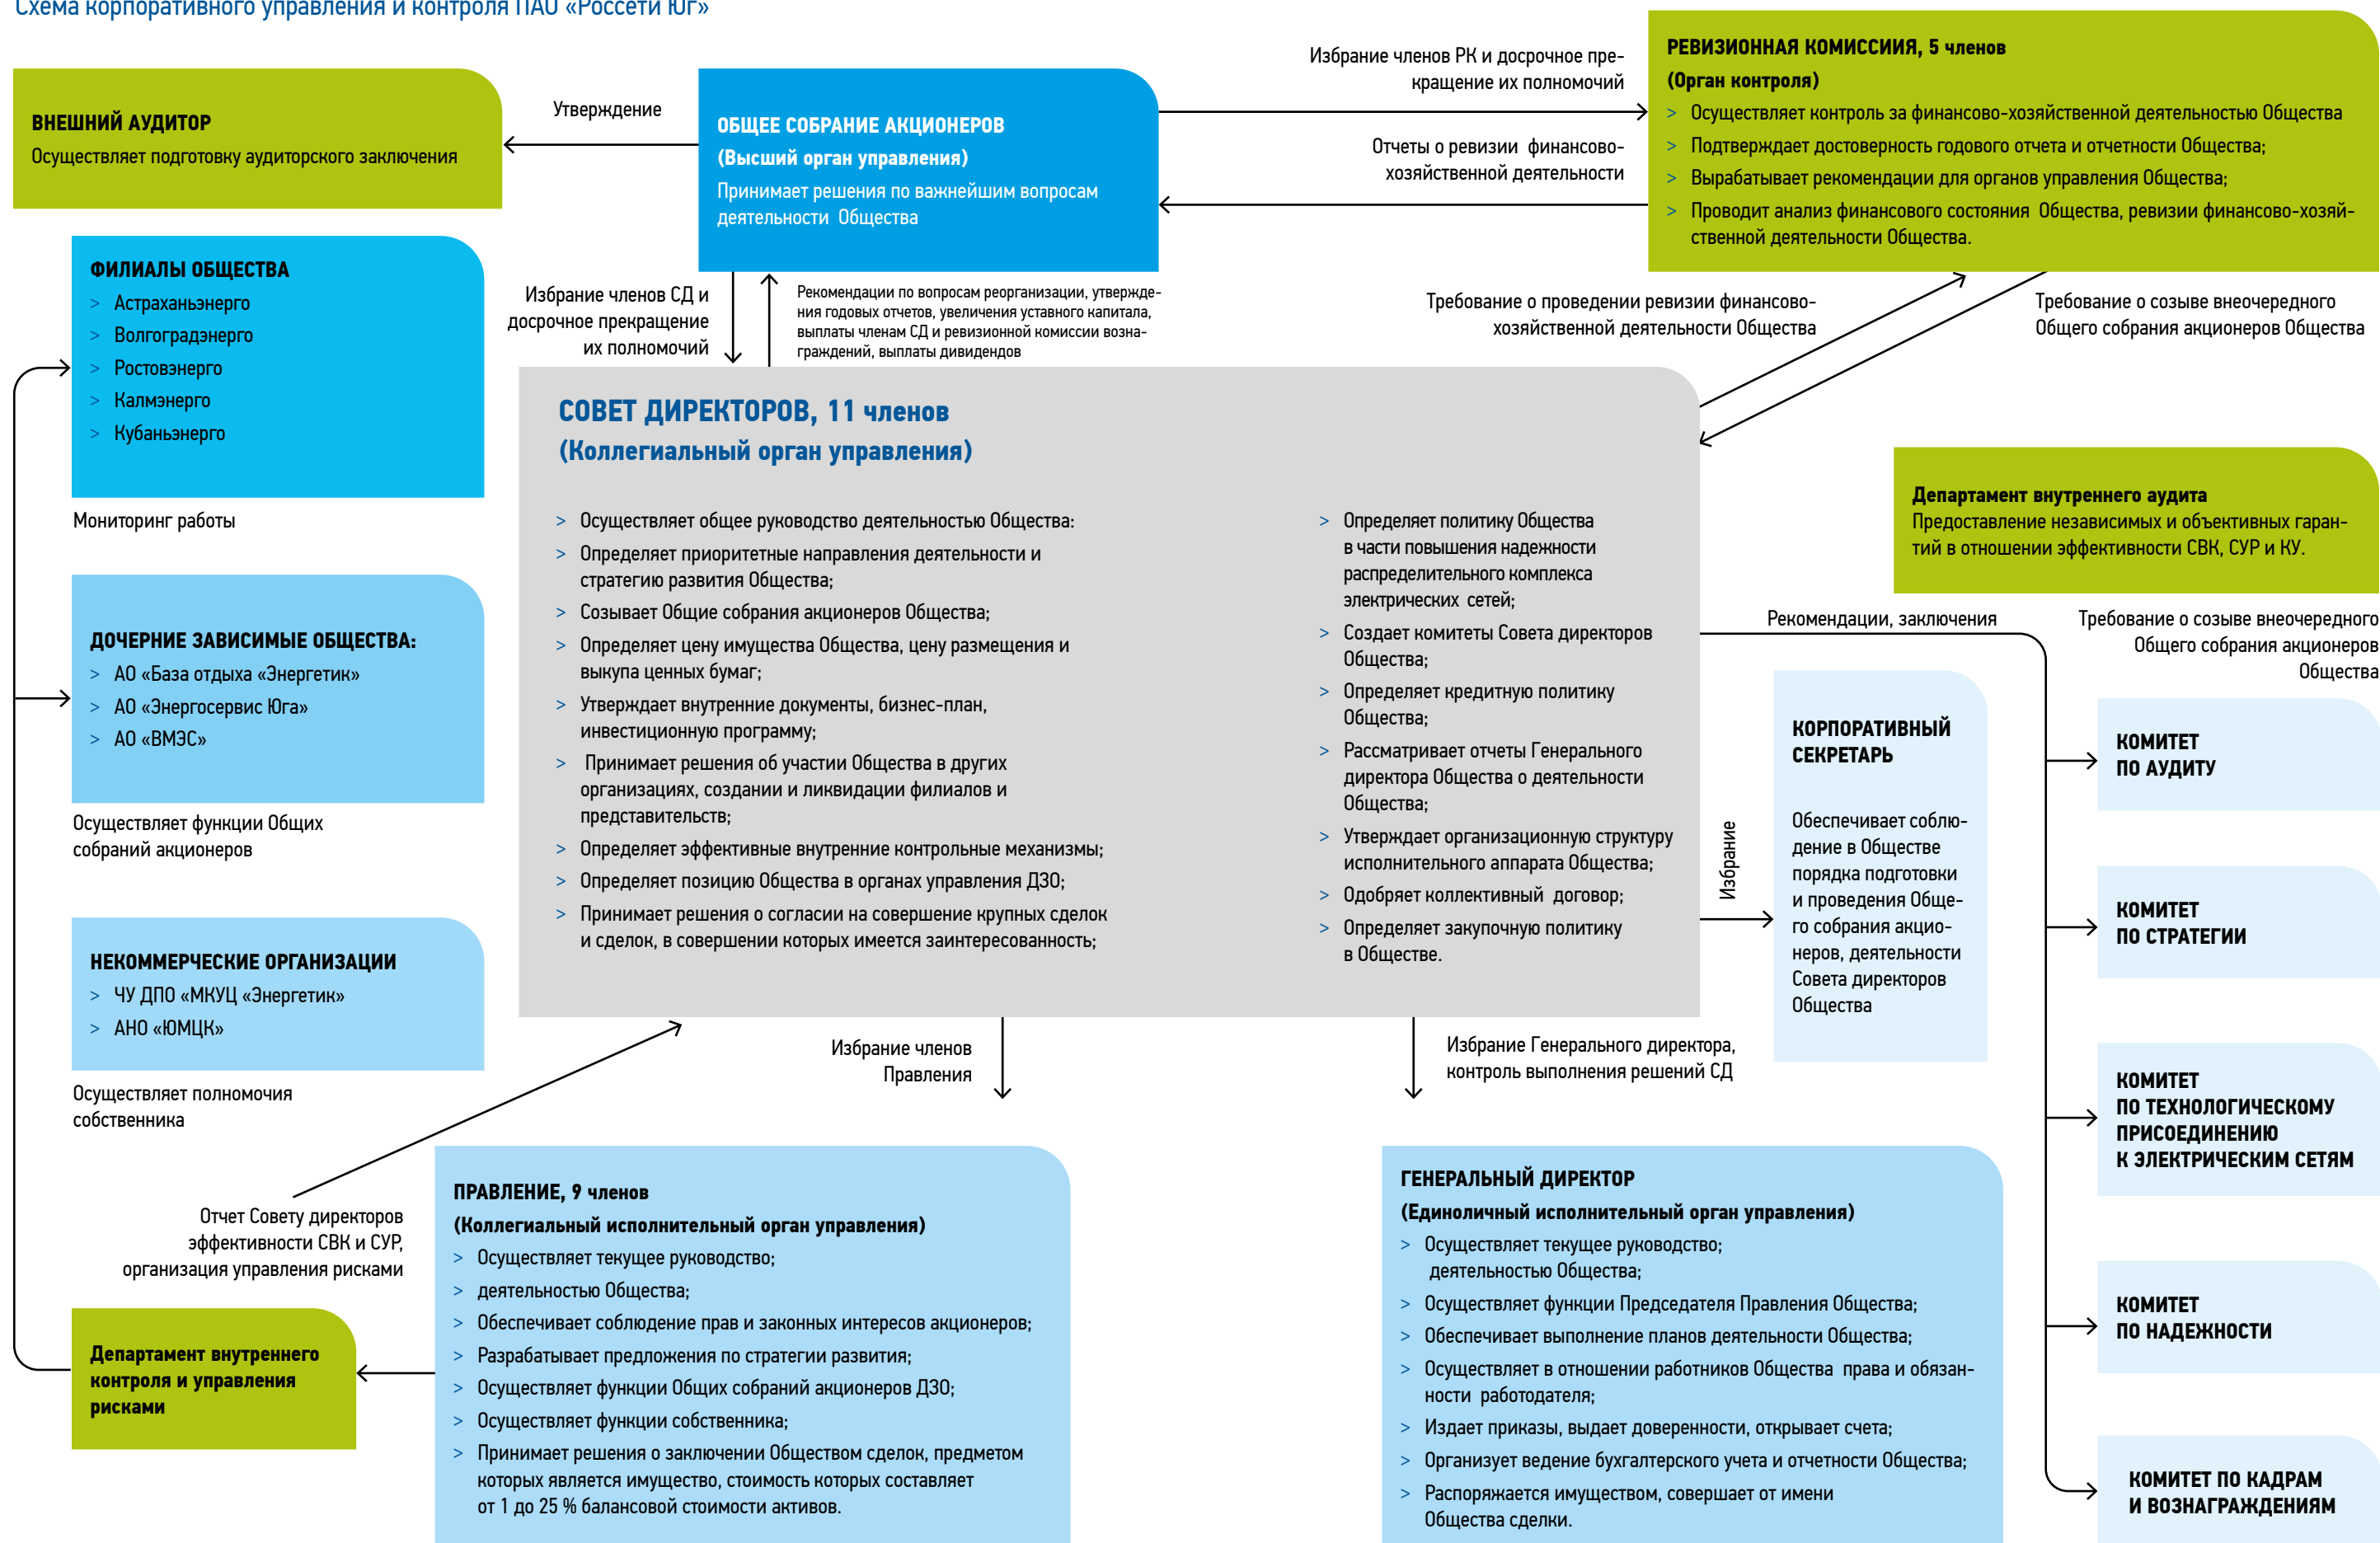 Схема корпоративного управления и контроля ПАО «Россети Юг»
ВНЕШНИЙ АУДИТОР
Осуществляет подготовку аудиторского заключения
Утверждение
ОБЩЕЕ СОБРАНИЕ АКЦИОНЕРОВ
(Высший орган управления)
Принимает решения по важнейшим вопросам
деятельности Общества
Избрание членов РК и досрочное пре-
кращение их полномочий
Отчеты о ревизии финансово-
хозяйственной деятельности
РЕВИЗИОННАЯ КОМИССИИЯ, 5 членов
(Орган контроля)
> Осуществляет контроль за финансово-хозяйственной деятельностью Общества
> Подтверждает достоверность годового отчета и отчетности Общества;
> Вырабатывает рекомендации для органов управления Общества;
> Проводит анализ финансового состояния Общества, ревизии финансово-хозяй-
ственной деятельности Общества.
ФИЛИАЛЫ ОБЩЕСТВА
> Астраханьэнерго
> Волгоградэнерго
> Ростовэнерго
> Калмэнерго
> Кубаньэнерго
Мониторинг работы
Избрание членов СД и
досрочное прекращение
их полномочий
Рекомендации по вопросам реорганизации, утвержде-
ния годовых отчетов, увеличения уставного капитала,
выплаты членам СД и ревизионной комиссии возна-
граждений, выплаты дивидендов
Требование о проведении ревизии финансово-
хозяйственной деятельности Общества
Требование о созыве внеочередного
Общего собрания акционеров Общества
СОВЕТ ДИРЕКТОРОВ, 11 членов
(Коллегиальный орган управления)
> Осуществляет общее руководство деятельностью Общества:
> Определяет приоритетные направления деятельности и
стратегию развития Общества;
> Созывает Общие собрания акционеров Общества;
> Определяет цену имущества Общества, цену размещения и
выкупа ценных бумаг;
> Утверждает внутренние документы, бизнес-план,
инвестиционную программу;
> Принимает решения об участии Общества в других
организациях, создании и ликвидации филиалов и
представительств;
> Определяет эффективные внутренние контрольные механизмы;
> Определяет позицию Общества в органах управления ДЗО;
> Принимает решения о согласии на совершение крупных сделок
и сделок, в совершении которых имеется заинтересованность;
> Определяет политику Общества
в части повышения надежности
распределительного комплекса
электрических сетей;
> Создает комитеты Совета директоров
Общества;
> Определяет кредитную политику
Общества;
> Рассматривает отчеты Генерального
директора Общества о деятельности
Общества;
> Утверждает организационную структуру
исполнительного аппарата Общества;
> Одобряет коллективный договор;
> Определяет закупочную политику
в Обществе.
Департамент внутреннего аудита
Предоставление независимых и объективных гаран-
тий в отношении эффективности СВК, СУР и КУ.
Рекомендации, заключения
Требование о созыве внеочередного
Общего собрания акционеров
Общества
ДОЧЕРНИЕ ЗАВИСИМЫЕ ОБЩЕСТВА:
> АО «База отдыха «Энергетик»
> АО «Энергосервис Юга»
> АО «ВМЭС»
Осуществляет функции Общих
собраний акционеров
НЕКОММЕРЧЕСКИЕ ОРГАНИЗАЦИИ
> ЧУ ДПО «МКУЦ «Энергетик»
> АНО «ЮМЦК»
Осуществляет полномочия
собственника
Избрание
КОРПОРАТИВНЫЙ
СЕКРЕТАРЬ
Обеспечивает соблю-
дение в Обществе
порядка подготовки
и проведения Обще-
го собрания акцио-
неров, деятельности
Совета директоров
Общества
КОМИТЕТ
ПО АУДИТУ
КОМИТЕТ
ПО СТРАТЕГИИ
КОМИТЕТ
ПО ТЕХНОЛОГИЧЕСКОМУ
ПРИСОЕДИНЕНИЮ
К ЭЛЕКТРИЧЕСКИМ СЕТЯМ
КОМИТЕТ
ПО НАДЕЖНОСТИ
КОМИТЕТ ПО КАДРАМ
И ВОЗНАГРАЖДЕНИЯМ
Избрание членов
Правления
Избрание Генерального директора,
контроль выполнения решений СД
Отчет Совету директоров
эффективности СВК и СУР,
организация управления рисками
Департамент внутреннего
контроля и управления
рисками
ПРАВЛЕНИЕ, 9 членов
(Коллегиальный исполнительный орган управления)
> Осуществляет текущее руководство;
> деятельностью Общества;
> Обеспечивает соблюдение прав и законных интересов акционеров;
> Разрабатывает предложения по стратегии развития;
> Осуществляет функции Общих собраний акционеров ДЗО;
> Осуществляет функции собственника;
> Принимает решения о заключении Обществом сделок, предметом
которых является имущество, стоимость которых составляет
от 1 до 25 % балансовой стоимости активов.
ГЕНЕРАЛЬНЫЙ ДИРЕКТОР
(Единоличный исполнительный орган управления)
> Осуществляет текущее руководство;
деятельностью Общества;
> Осуществляет функции Председателя Правления Общества;
> Обеспечивает выполнение планов деятельности Общества;
> Осуществляет в отношении работников Общества права и обязан-
ности работодателя;
> Издает приказы, выдает доверенности, открывает счета;
> Организует ведение бухгалтерского учета и отчетности Общества;
> Распоряжается имуществом, совершает от имени
Общества сделки.